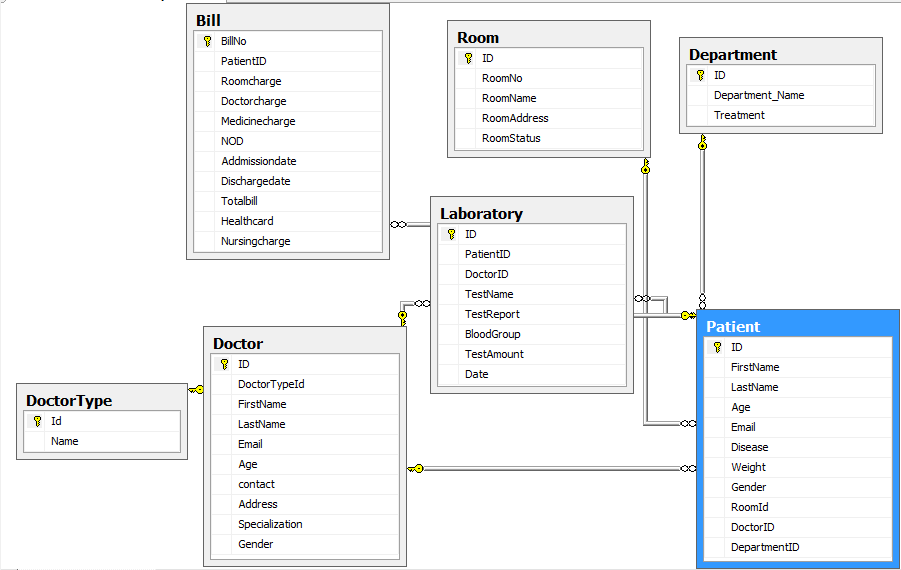 Bill
BillNo
PatientID
Roomcharge
Doctorcharge
Medicinecharge
NOD
Addmissiondate
Dischargedate
Totalbill
Healthcard
Nursingcharge
Room
ID
RoomNo
RoomName
RoomAddress
RoomStatus
Department
ID
Department_Name
Treatment
Laboratory
ID
PatientID
DoctorID
TestName
TestReport
BloodGroup
TestAmount
Date
Doctor
ID
DoctorTypeId
FirstName
LastName
Email
Age
contact
Address
Specialization
Gender
DoctorType
Id
Name
Patient
ID
FirstName
LastName
Age
Email
Disease
Weight
Gender
RoomId
DoctorID
DepartmentID